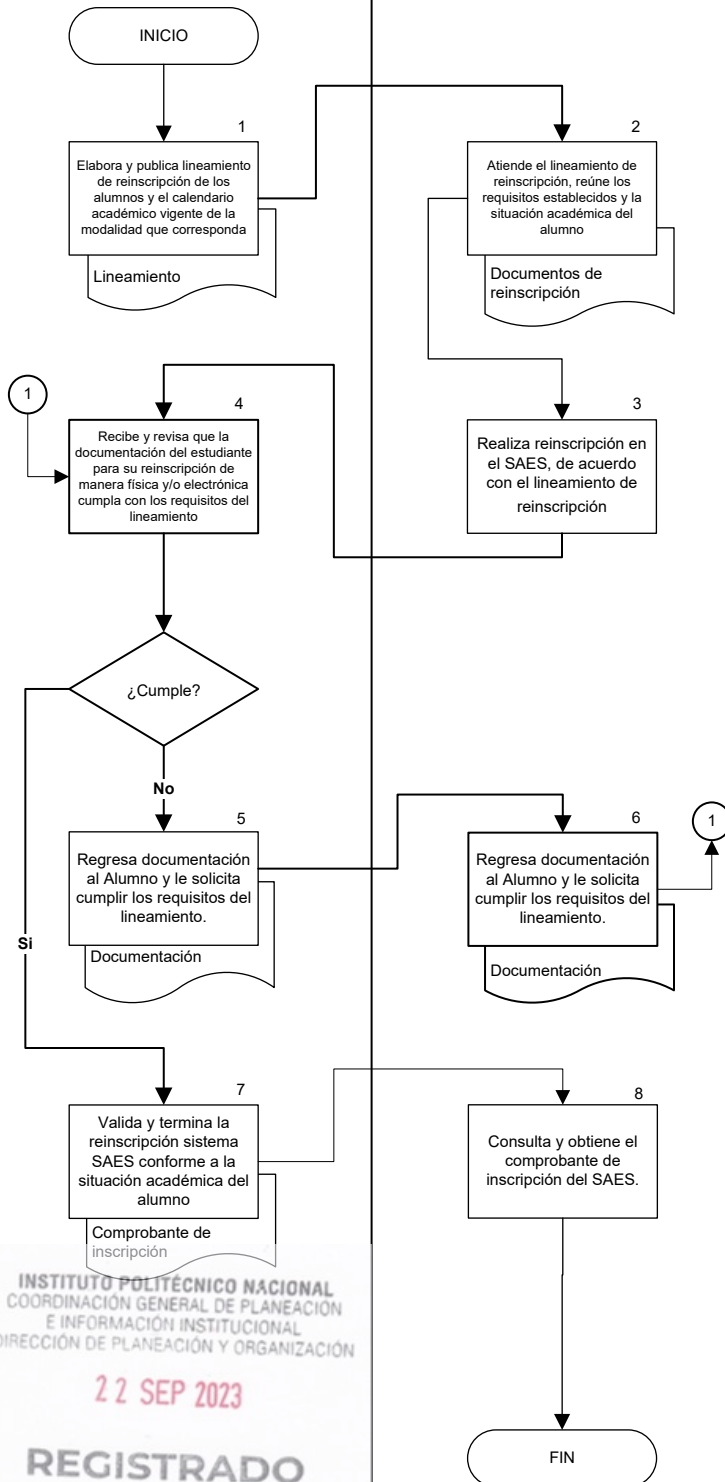 INICIO
1
Elabora y publica lineamiento
de reinscripción de los
alumnos y el calendario
académico vigente de la
modalidad que corresponda
Lineamiento
2
Atiende el lineamiento de
reinscripción, reúne los
requisitos establecidos y la
situación académica del
alumno
Documentos de
reinscripción
3
Realiza reinscripción en
el SAES, de acuerdo
con el lineamiento de
reinscripción
1
4
Recibe y revisa que la
documentación del estudiante
para su reinscripción de
manera física y/o electrónica
cumpla con los requisitos del
lineamiento
¿Cumple?
No
Si
5
Regresa documentación
al Alumno y le solicita
cumplir los requisitos del
lineamiento.
Documentación
6
Regresa documentación
al Alumno y le solicita
cumplir los requisitos del
lineamiento.
Documentación
1
7
Valida y termina la
reinscripción sistema
SAES conforme a la
situación académica del
alumno
Comprobante de
inscripción
8
Consulta y obtiene el
comprobante de
inscripción del SAES.
FIN
INSTITUTO POLITÉCNICO NACIONAL
COORDINACIÓN GENERAL DE PLANEACIÓN
E INFORMACIÓN INSTITUCIONAL
DIRECCIÓN DE PLANEACIÓN Y ORGANIZACIÓN
22 SEP 2023
REGISTRADO